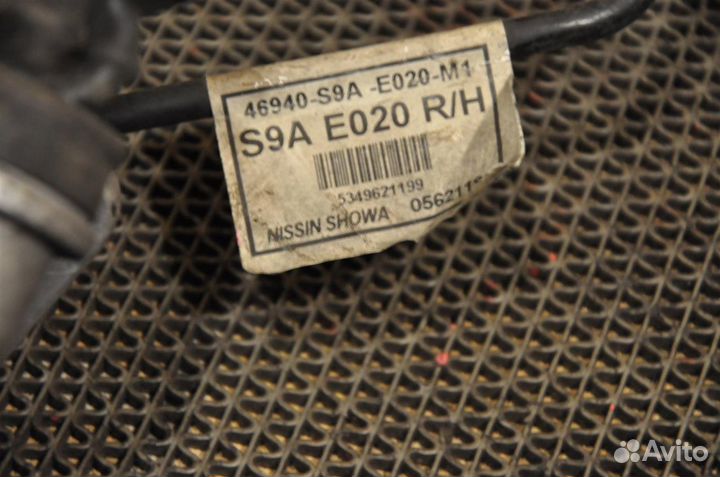 46940-S9A -E020-M1
S9A E020 R/H
5349621199
NISSIN SHOWA
Avito